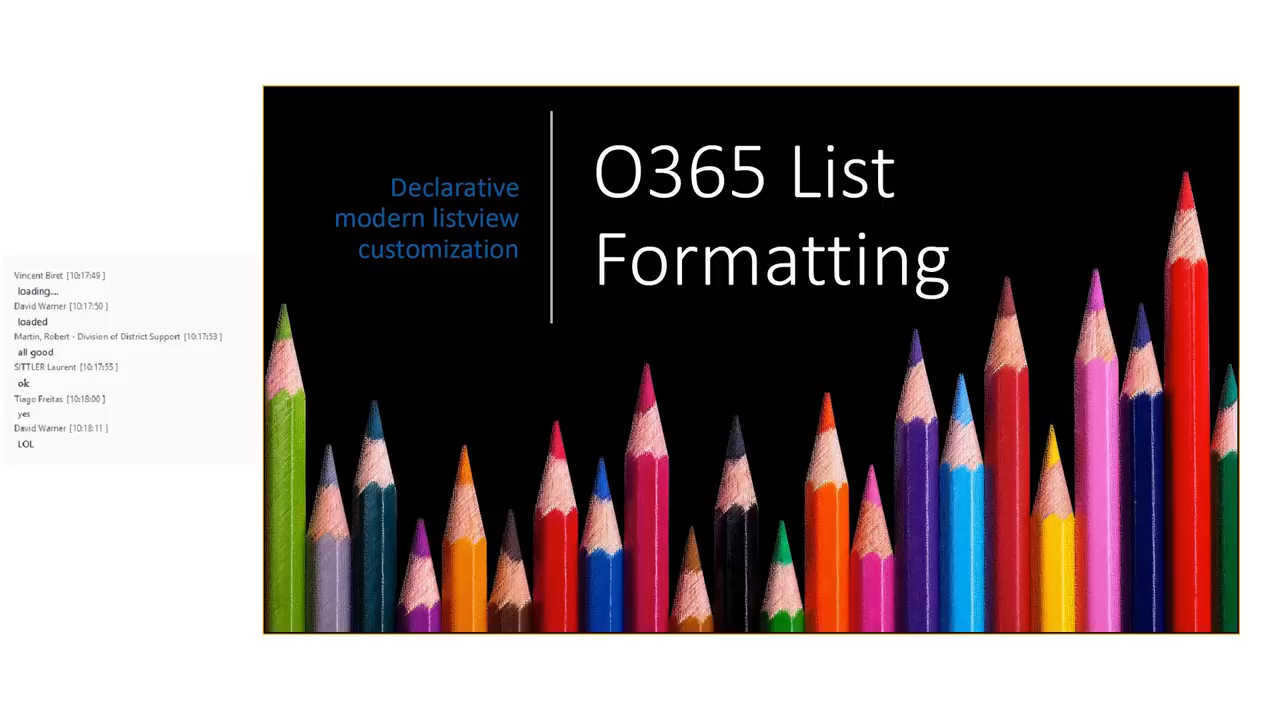 Vincent Biret [10:17:49 ]
loading....
David Warner [10:17:50 ]
loaded
Martin, Robert - Division of District Support [10:17:53 ]
all good
SITTLER Laurent [10:17:55 ]
ok
Tiago Freitas [10:18:00 ]
yes
David Warner [10:18:11 ]
LOL
Declarative
modern listview
customization
O365 List
Formatting